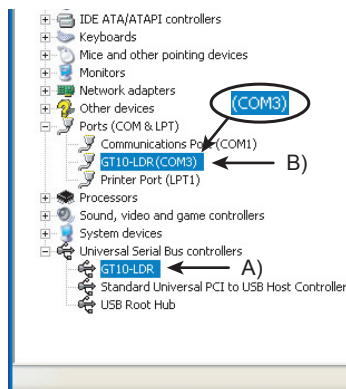 IDE ATA/ATAPI controllers
Keyboards
Mice and other pointing devices
Monitors
Network adapters
Other devices
(COM3)
Ports (COM & LPT)
Communications Port (COM1)
GT10-LDR (COM3)
B)
Printer Port (LPT1)
Processors
Sound, video and game controllers
System devices
Universal Serial Bus controllers
GT10-LDR
A)
Standard Universal PCI to USB Host Controller
USB Root Hub